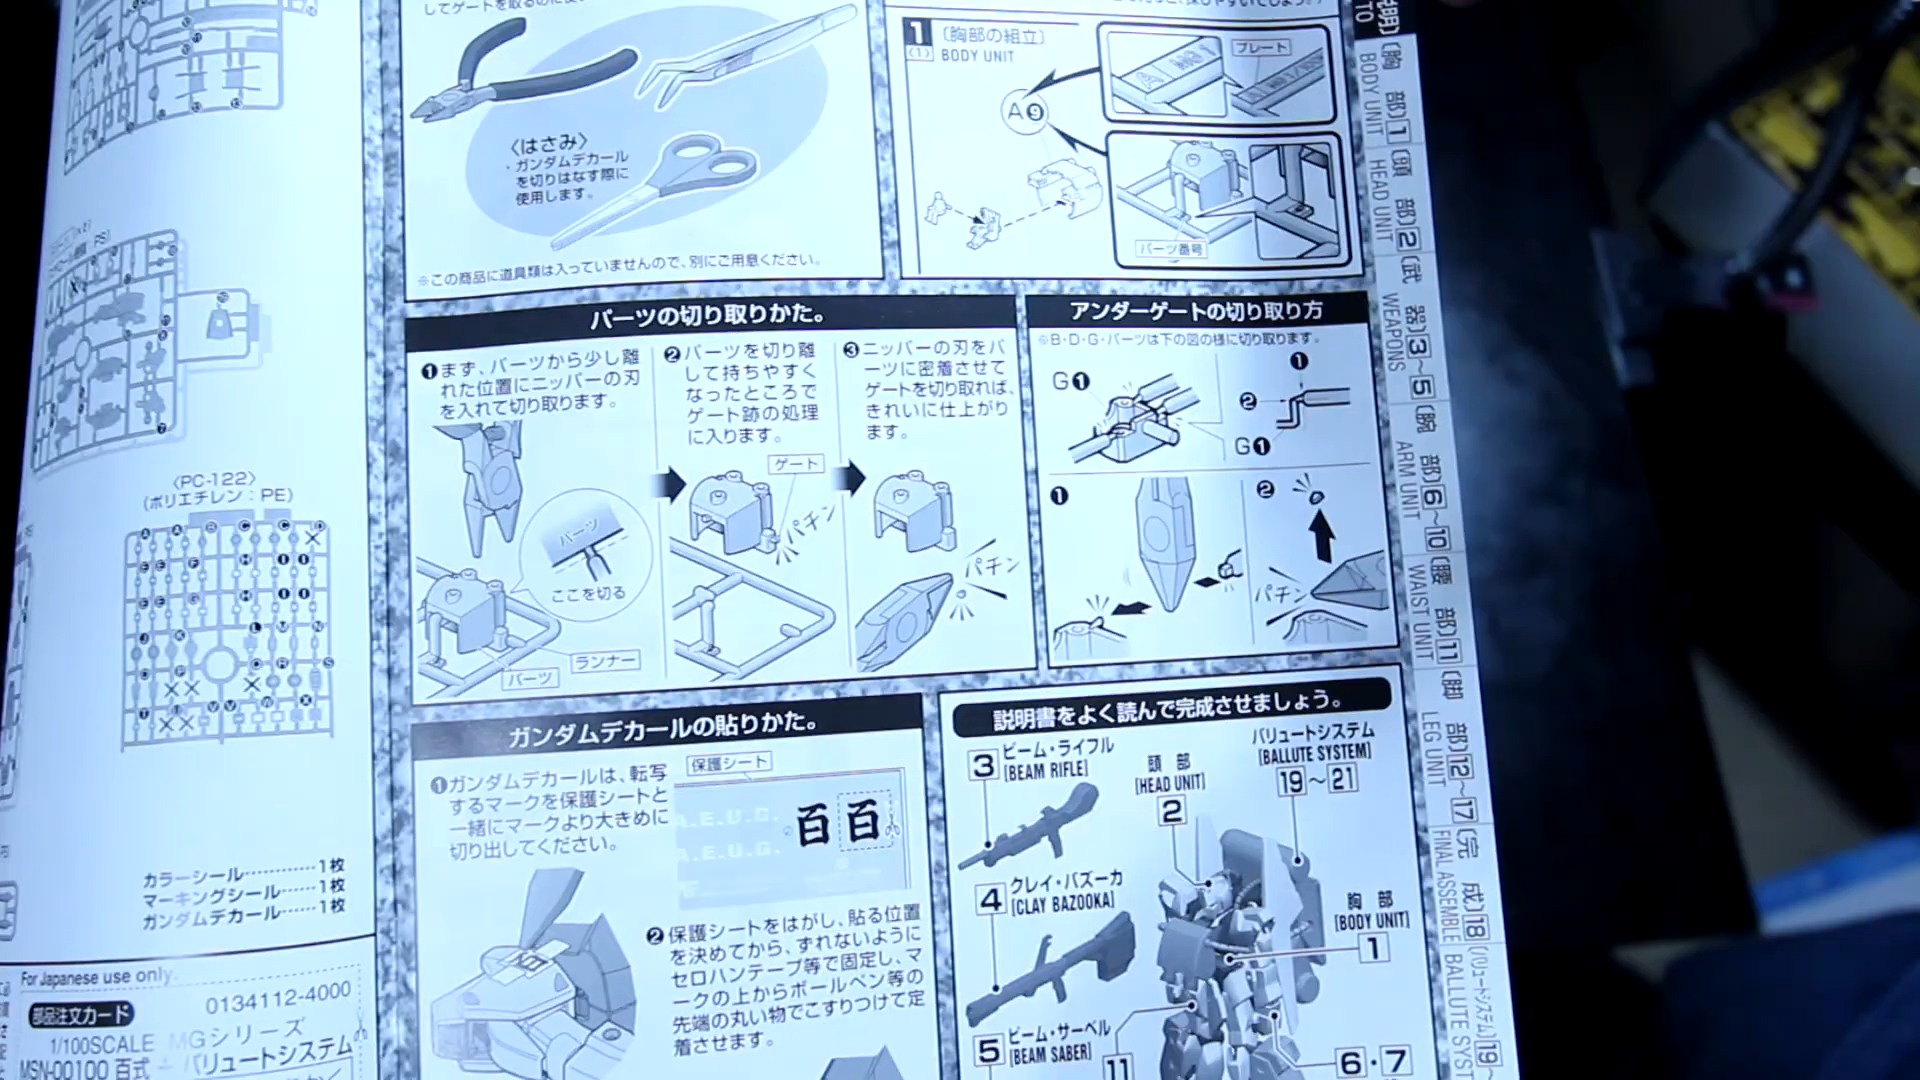 〈はさみ〉
・ガンダムデカール
を切りはなす際に
使用します。
※この商品に道具類は入っていませんので、別にご用意ください。
1
〈1〉
〔胸部の組立〕
BODY UNIT
プレート
A9
パーツ番号
パーツの切り取りかた。
❶まず、パーツから少し離
れた位置にニッパーの刃
を入れて切り取ります。
パーツ
ここを切る
ランナー
パーツ
❷パーツを切り離
して持ちやすく
なったところで
ゲート跡の処理
に入ります。
ゲート
パチン
❸ニッパーの刃をパ
ーツに密着させて
ゲートを切り取れば、
きれいに仕上がり
ます。
パチン
アンダーゲートの切り取り方
※B・D・G・パーツは下の図の様に切り取ります。
G❶
❶
❷
G❶
❶
❷
パチン
〈PC-122〉
(ポリエチレン:PE)
カラーシール…………1枚
マーキングシール……1枚
ガンダムデカール……1枚
For Japanese use only.
部品注文カード
0134112-4000
1/100SCALE MGシリーズ
MSN-00100 百式
バリュートシステム
ガンダムデカールの貼りかた。
❶ガンダムデカールは、転写
するマークを保護シートと
一緒にマークより大きめに
切り出してください。
保護シート
A.E.U.G.
A.E.U.G.
百 百
❷保護シートをはがし、貼る位置
を決めてから、ずれないように
セロハンテープ等で固定し、マ
ークの上からボールペン等の
先端の丸い物でこすりつけて定
着させます。
説明書をよく読んで完成させましょう。
3 ビーム・ライフル
[BEAM RIFLE]
頭部
[HEAD UNIT]
2
バリュートシステム
[BALLUTE SYSTEM]
19〜21
4 クレイ・バズーカ
[CLAY BAZOOKA]
胸部
[BODY UNIT]
1
5 ビーム・サーベル
[BEAM SABER]
11
6・7
〔胸部〕1
BODY UNIT
〔頭部〕2
HEAD UNIT
〔武器〕3〜5
WEAPONS
〔腕部〕6〜10
ARM UNIT
〔腰部〕11
WAIST UNIT
〔脚部〕12〜17
LEG UNIT
〔完成〕18
FINAL ASSEMBLE
〔バリュートシステム〕19〜
BALLUTE SYST